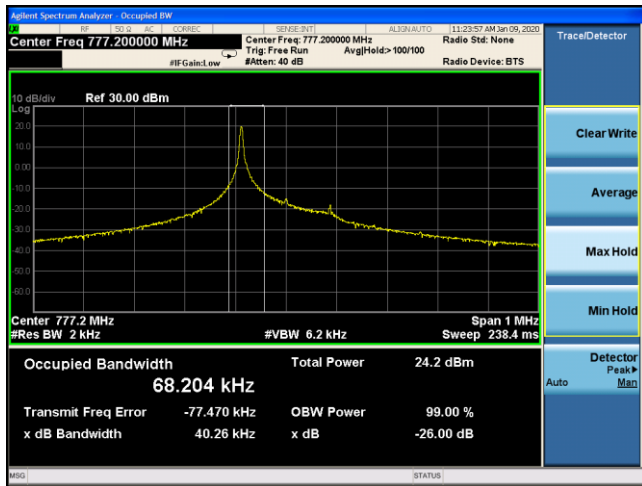 Agilent Spectrum Analyzer - Occupied BW
RF 50 Ω AC CORREC SENSE:INT ALIGNAUTO 11:23:57 AM Jan 09, 2020
Center Freq 777.200000 MHz Center Freq: 777.200000 MHz Radio Std: None Trace/Detector
Trig: Free Run Avg|Hold:> 100/100
#IFGain:Low #Atten: 40 dB Radio Device: BTS
10 dB/div Ref 30.00 dBm
Log
20.0
10.0
0.00
-10.0
-20.0
-30.0
-40.0
-50.0
-60.0
Center 777.2 MHz Span 1 MHz
#Res BW 2 kHz #VBW 6.2 kHz Sweep 238.4 ms
Occupied Bandwidth Total Power 24.2 dBm
68.204 kHz
Transmit Freq Error -77.470 kHz OBW Power 99.00 %
x dB Bandwidth 40.26 kHz x dB -26.00 dB
Clear Write
Average
Max Hold
Min Hold
Detector
Peak▶
Auto Man
MSG STATUS